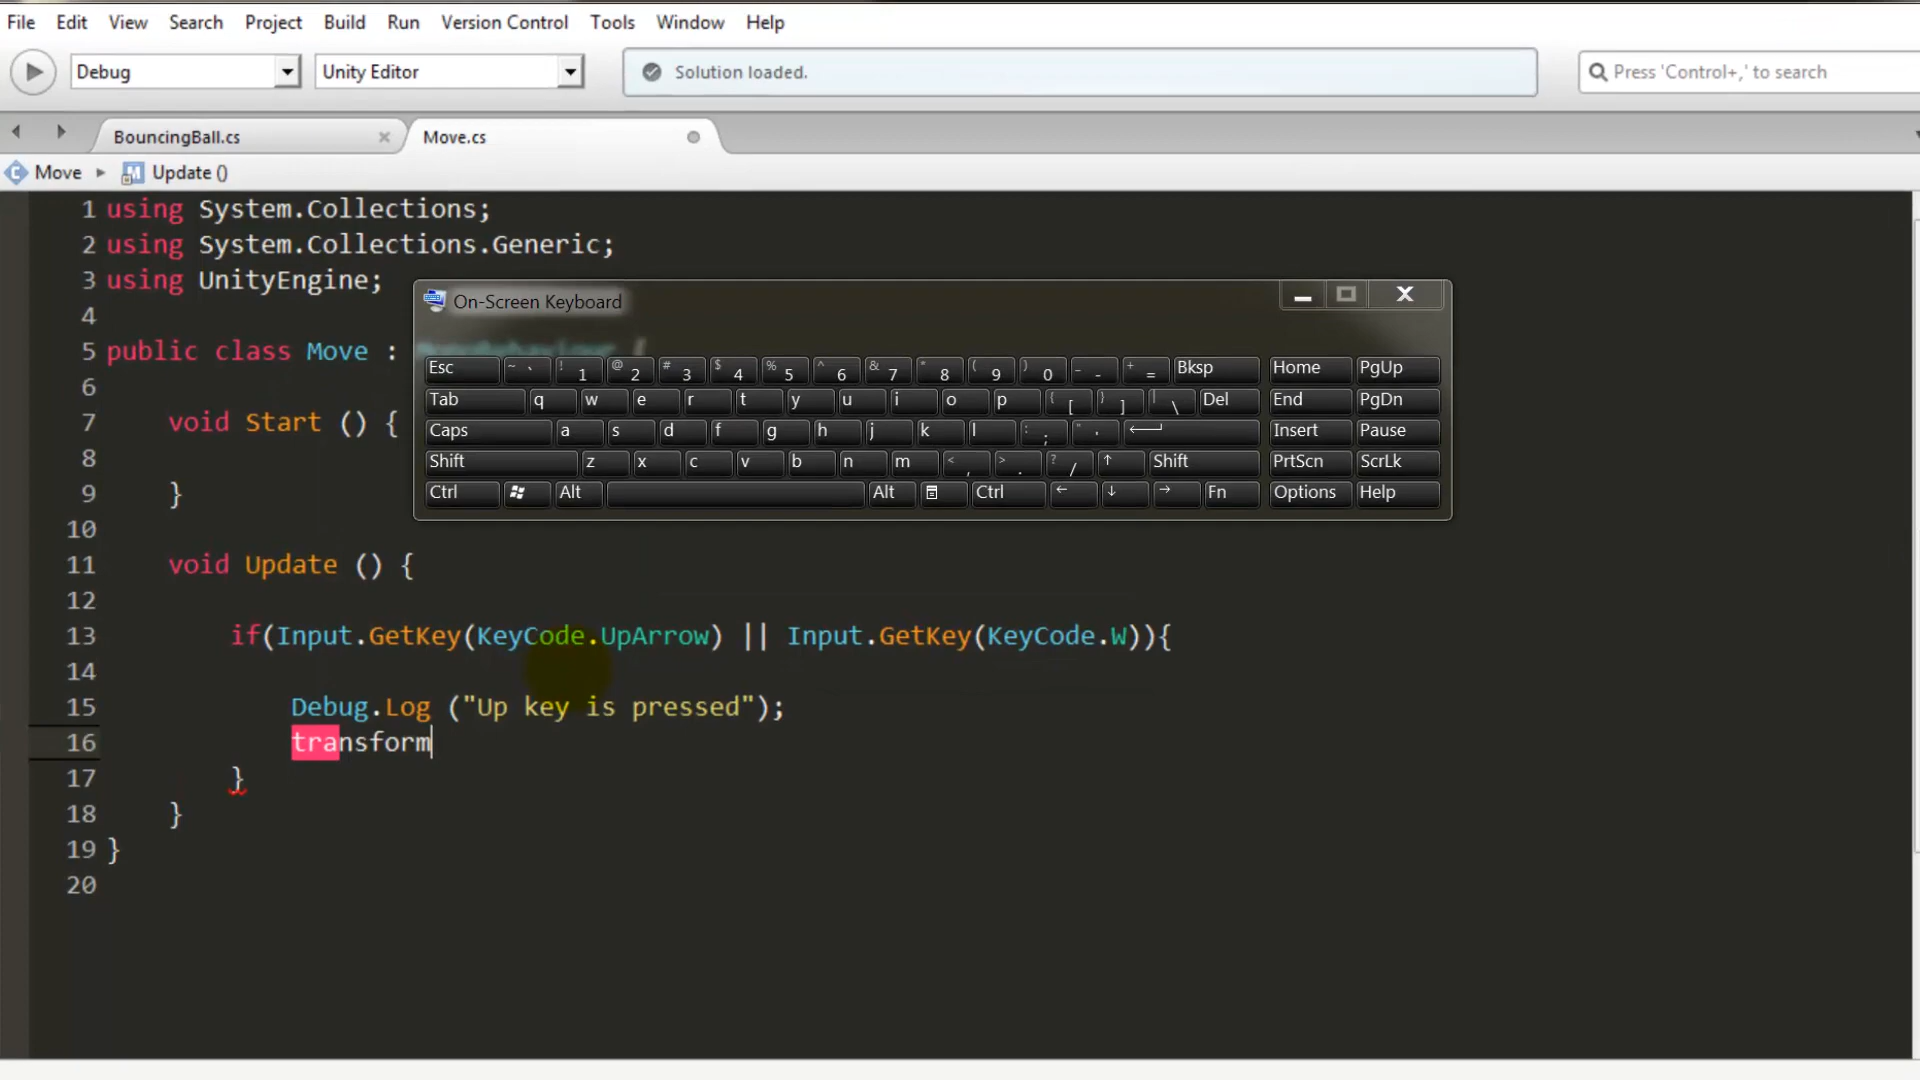 File Edit View Search Project Build Run Version Control Tools Window Help
Debug Unity Editor Solution loaded. Press 'Control+,' to search
BouncingBall.cs Move.cs
Move Update ()
1 using System.Collections;
2 using System.Collections.Generic;
3 using UnityEngine;
4
5 public class Move :
6
7 void Start () {
8
9 }
10
11 void Update () {
12
13 if(Input.GetKey(KeyCode.UpArrow) || Input.GetKey(KeyCode.W)){
14
15 Debug.Log ("Up key is pressed");
16 transform
17 }
18 }
19 }
20
On-Screen Keyboard
Esc ~ ` ! 1 @ 2 # 3 $ 4 % 5 ^ 6 & 7 * 8 ( 9 ) 0 _ - + = Bksp Home PgUp
Tab q w e r t y u i o p { [ } ] | \ Del End PgDn
Caps a s d f g h j k l : ; " ' Insert Pause
Shift z x c v b n m < , > . ? / ↑ Shift PrtScn ScrLk
Ctrl Alt Alt Ctrl ← ↓ → Fn Options Help